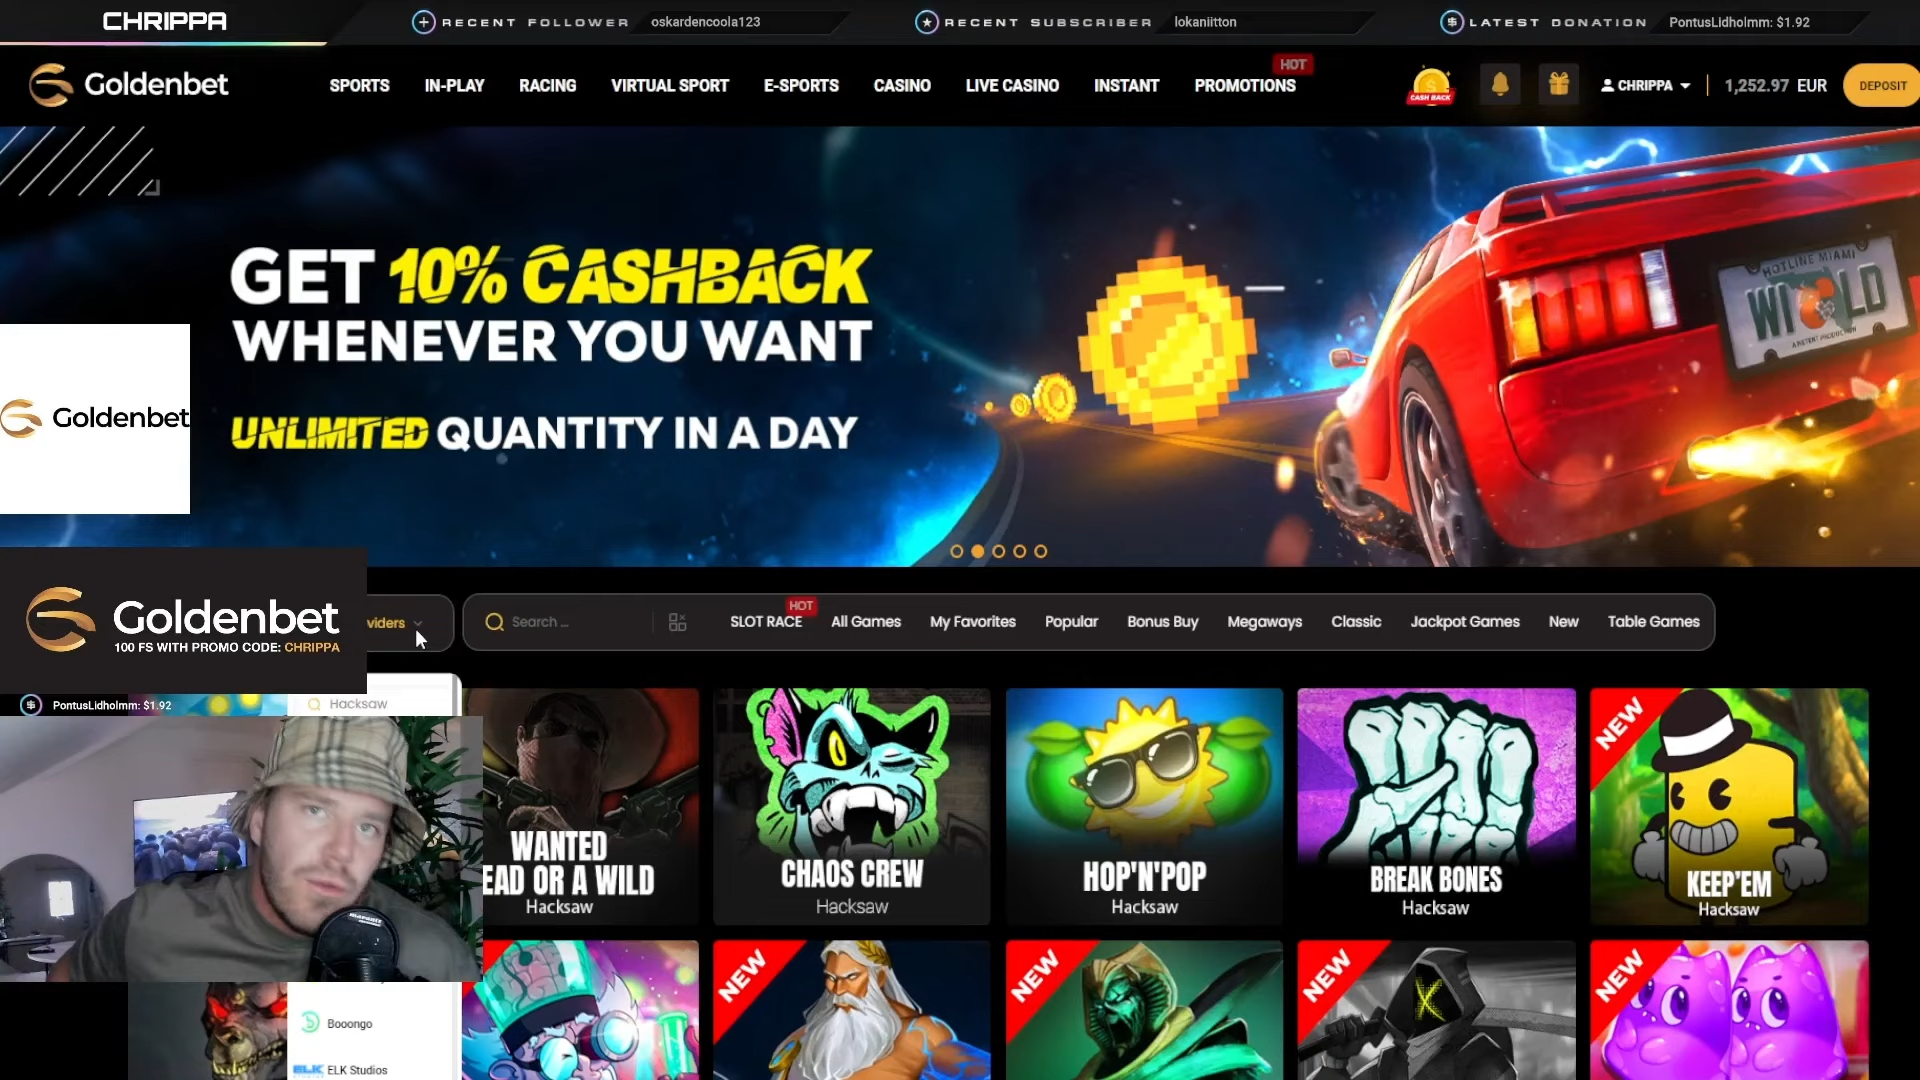 CHRIPPA
RECENT FOLLOWER oskardencoola123
RECENT SUBSCRIBER lokaniitton
LATEST DONATION PontusLidholmm: $1.92
Goldenbet
SPORTS IN-PLAY RACING VIRTUAL SPORT E-SPORTS CASINO LIVE CASINO INSTANT PROMOTIONS
HOT
CASH BACK
CHRIPPA
1,252.97 EUR
DEPOSIT
GET 10% CASHBACK
WHENEVER YOU WANT
UNLIMITED QUANTITY IN A DAY
HOTLINE MIAMI
WILD
Goldenbet
Goldenbet
100 FS WITH PROMO CODE: CHRIPPA
viders
Search ...
HOT
SLOT RACE All Games My Favorites Popular Bonus Buy Megaways Classic Jackpot Games New Table Games
PontusLidholmm: $1.92
Hacksaw
WANTED
EAD OR A WILD
Hacksaw
CHAOS CREW
Hacksaw
HOP'N'POP
Hacksaw
BREAK BONES
Hacksaw
NEW
KEEP'EM
Hacksaw
marantz
NEW
NEW
NEW
NEW
Booongo
ELK ELK Studios